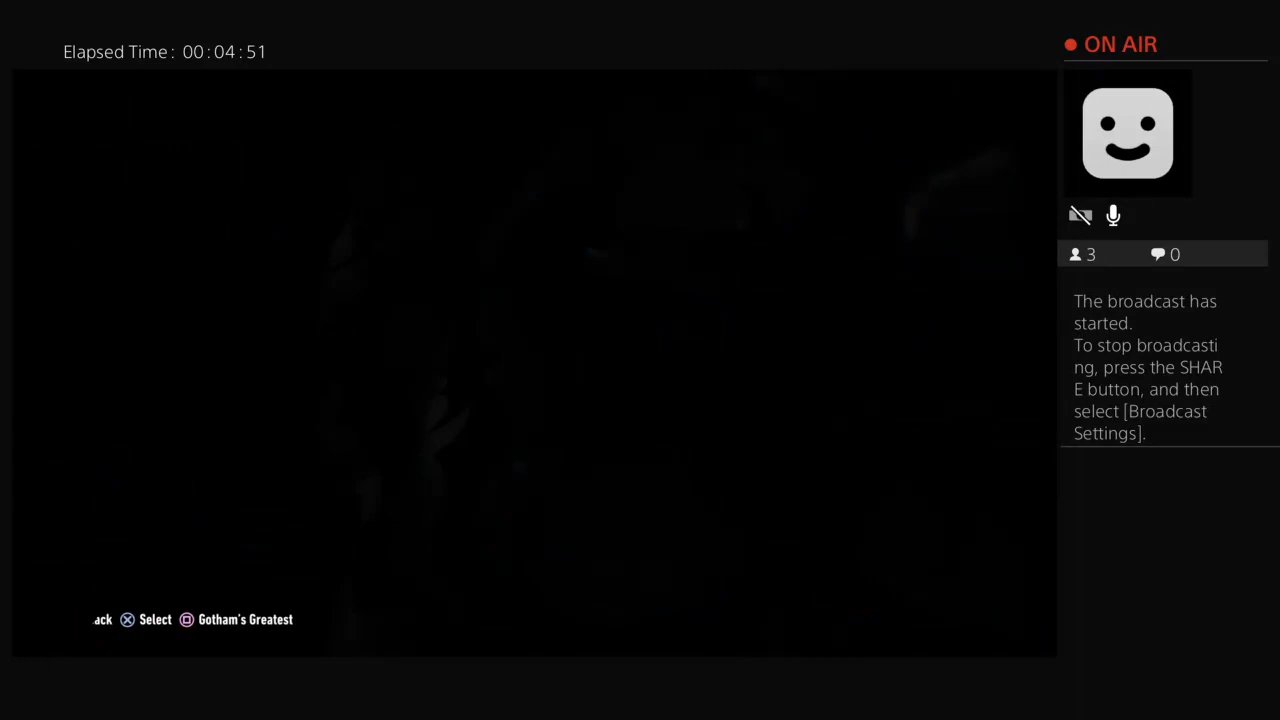 Elapsed Time: 00:04:51
ON AIR
3 0
The broadcast has
started.
To stop broadcasti
ng, press the SHAR
E button, and then
select [Broadcast
Settings].
ack Select Gotham's Greatest